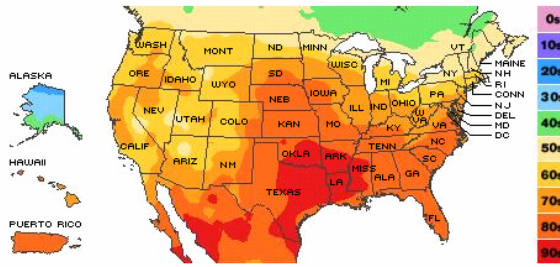 WASH
MONT
ND
MINN
VT
MAINE
NH
RI
CONN
NJ
DEL
MD
DC
ORE
IDAHO
WYO
SD
WISC
MI
NY
PA
NEV
UTAH
COLO
NEB
IOWA
ILL
IND
OHIO
W
VA
VA
CALIF
ARIZ
NM
KAN
MO
KY
NC
OKLA
ARK
TENN
SC
TEXAS
LA
MISS
ALA
GA
FL
ALASKA
HAWAII
PUERTO RICO
0s
10s
20s
30s
40s
50s
60s
70s
80s
90s